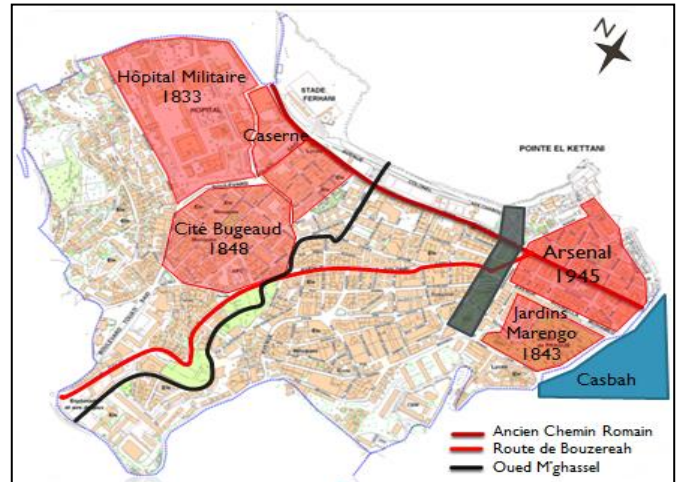 N
Hôpital Militaire
1833
HOPITAL
STADE
FERHANI
Caserne
POINTE EL KETTANI
Cité Bugeaud
1848
Arsenal
1945
Jardins
Marengo
1843
Casbah
Ancien Chemin Romain
Route de Bouzereah
Oued M'ghassel